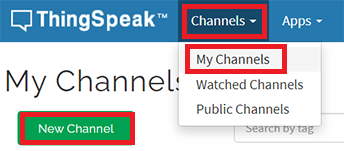 ThingSpeak™ Channels Apps
My Channels
Watched Channels
Public Channels
My Channels
New Channel
Search by tag